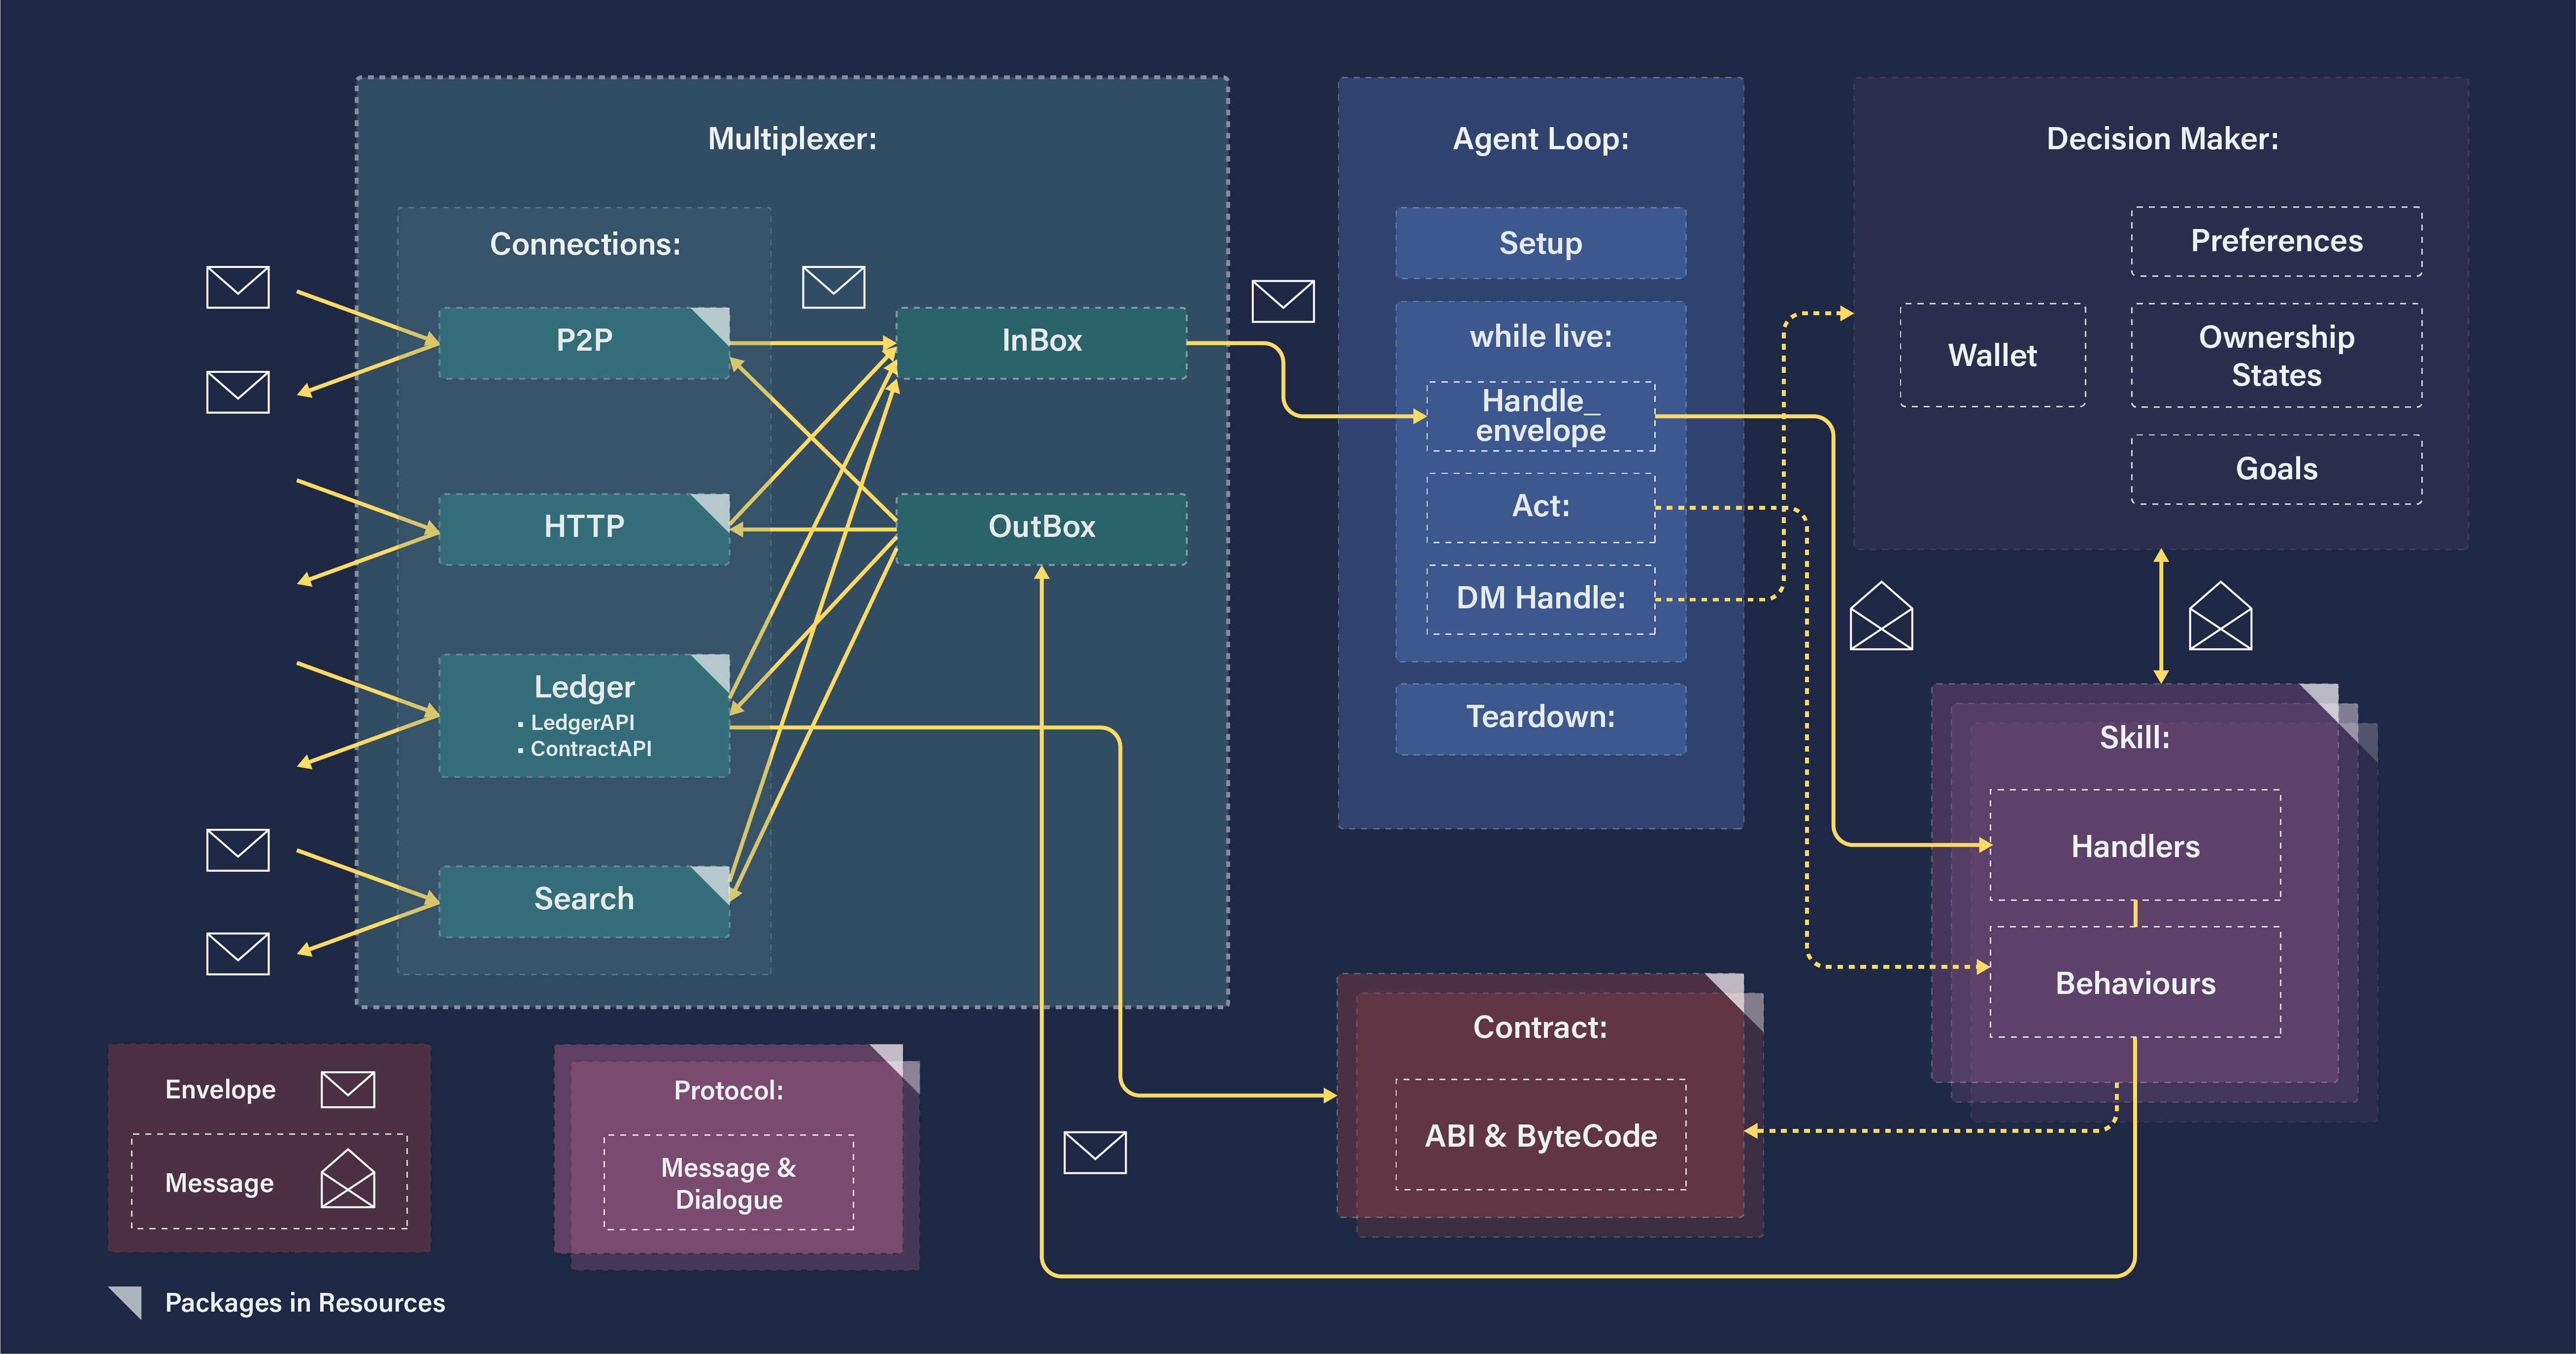 Multiplexer:
Connections:
P2P
HTTP
Ledger
▪ LedgerAPI
▪ ContractAPI
Search
InBox
OutBox
Agent Loop:
Setup
while live:
Handle_
envelope
Act:
DM Handle:
Teardown:
Decision Maker:
Wallet
Preferences
Ownership
States
Goals
Skill:
Handlers
Behaviours
Contract:
ABI & ByteCode
Envelope
Message
Protocol:
Message &
Dialogue
Packages in Resources